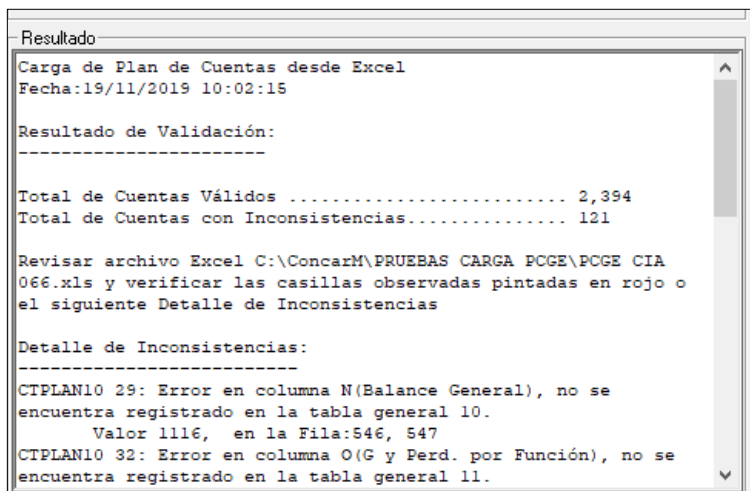 Resultado
Carga de Plan de Cuentas desde Excel
Fecha:19/11/2019 10:02:15
Resultado de Validación:
-----------------------
Total de Cuentas Válidos .......................... 2,394
Total de Cuentas con Inconsistencias............... 121
Revisar archivo Excel C:\ConcarM\PRUEBAS CARGA PCGE\PCGE CIA
066.xls y verificar las casillas observadas pintadas en rojo o
el siguiente Detalle de Inconsistencias
Detalle de Inconsistencias:
--------------------------
CTPLAN10 29: Error en columna N(Balance General), no se
encuentra registrado en la tabla general 10.
Valor 1116,  en la Fila:546, 547
CTPLAN10 32: Error en columna O(G y Perd. por Función), no se
encuentra registrado en la tabla general 11.